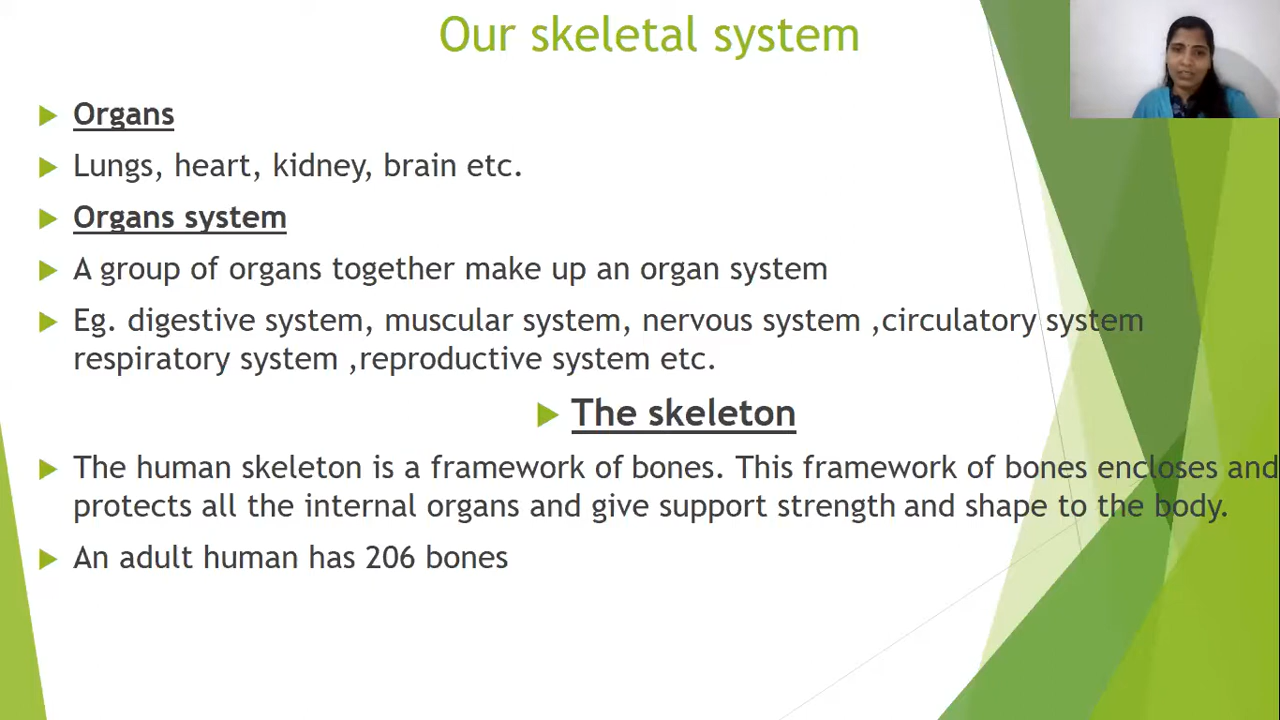 Our skeletal system
Organs
Lungs, heart, kidney, brain etc.
Organs system
A group of organs together make up an organ system
Eg. digestive system, muscular system, nervous system ,circulatory system
respiratory system ,reproductive system etc.
The skeleton
The human skeleton is a framework of bones. This framework of bones encloses and
protects all the internal organs and give support strength and shape to the body.
An adult human has 206 bones